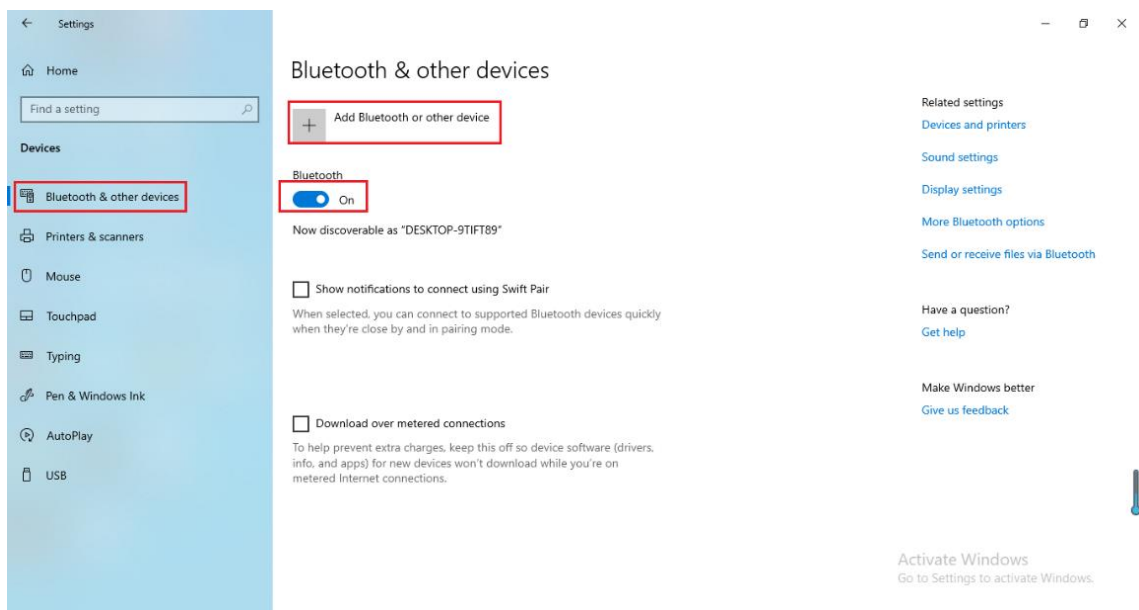 Settings
Home
Find a setting
Devices
Bluetooth & other devices
Printers & scanners
Mouse
Touchpad
Typing
Pen & Windows Ink
AutoPlay
USB
Bluetooth & other devices
Add Bluetooth or other device
Bluetooth
On
Now discoverable as "DESKTOP-9TIFT89"
Show notifications to connect using Swift Pair
When selected, you can connect to supported Bluetooth devices quickly
when they're close by and in pairing mode.
Download over metered connections
To help prevent extra charges, keep this off so device software (drivers,
info, and apps) for new devices won't download while you're on
metered Internet connections.
Related settings
Devices and printers
Sound settings
Display settings
More Bluetooth options
Send or receive files via Bluetooth
Have a question?
Get help
Make Windows better
Give us feedback
Activate Windows
Go to Settings to activate Windows.